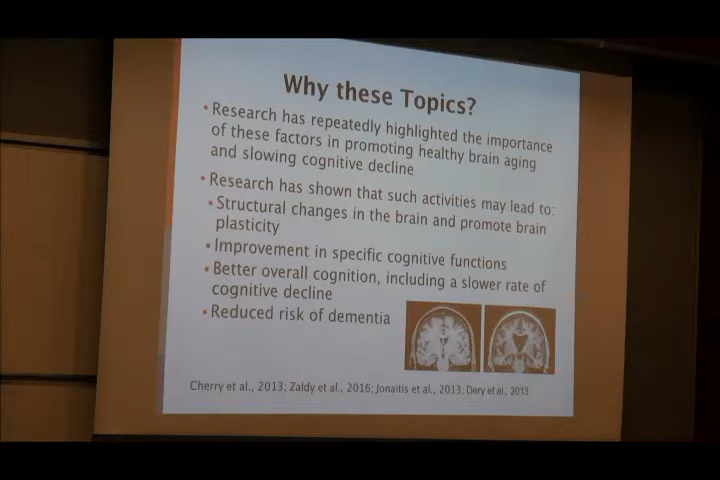 Why these Topics?
• Research has repeatedly highlighted the importance
of these factors in promoting healthy brain aging
and slowing cognitive decline
• Research has shown that such activities may lead to:
• Structural changes in the brain and promote brain
plasticity
• Improvement in specific cognitive functions
• Better overall cognition, including a slower rate of
cognitive decline
• Reduced risk of dementia
Cherry et al., 2013; Zaldy et al., 2016; Jonaitis et al., 2013; Dery et al., 2013